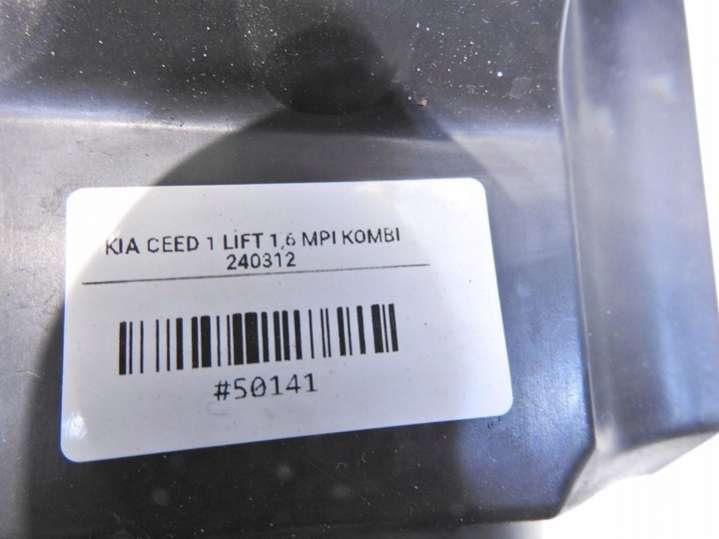 KIA CEED 1 LIFT 1,6 MPI KOMBI
240312
#50141